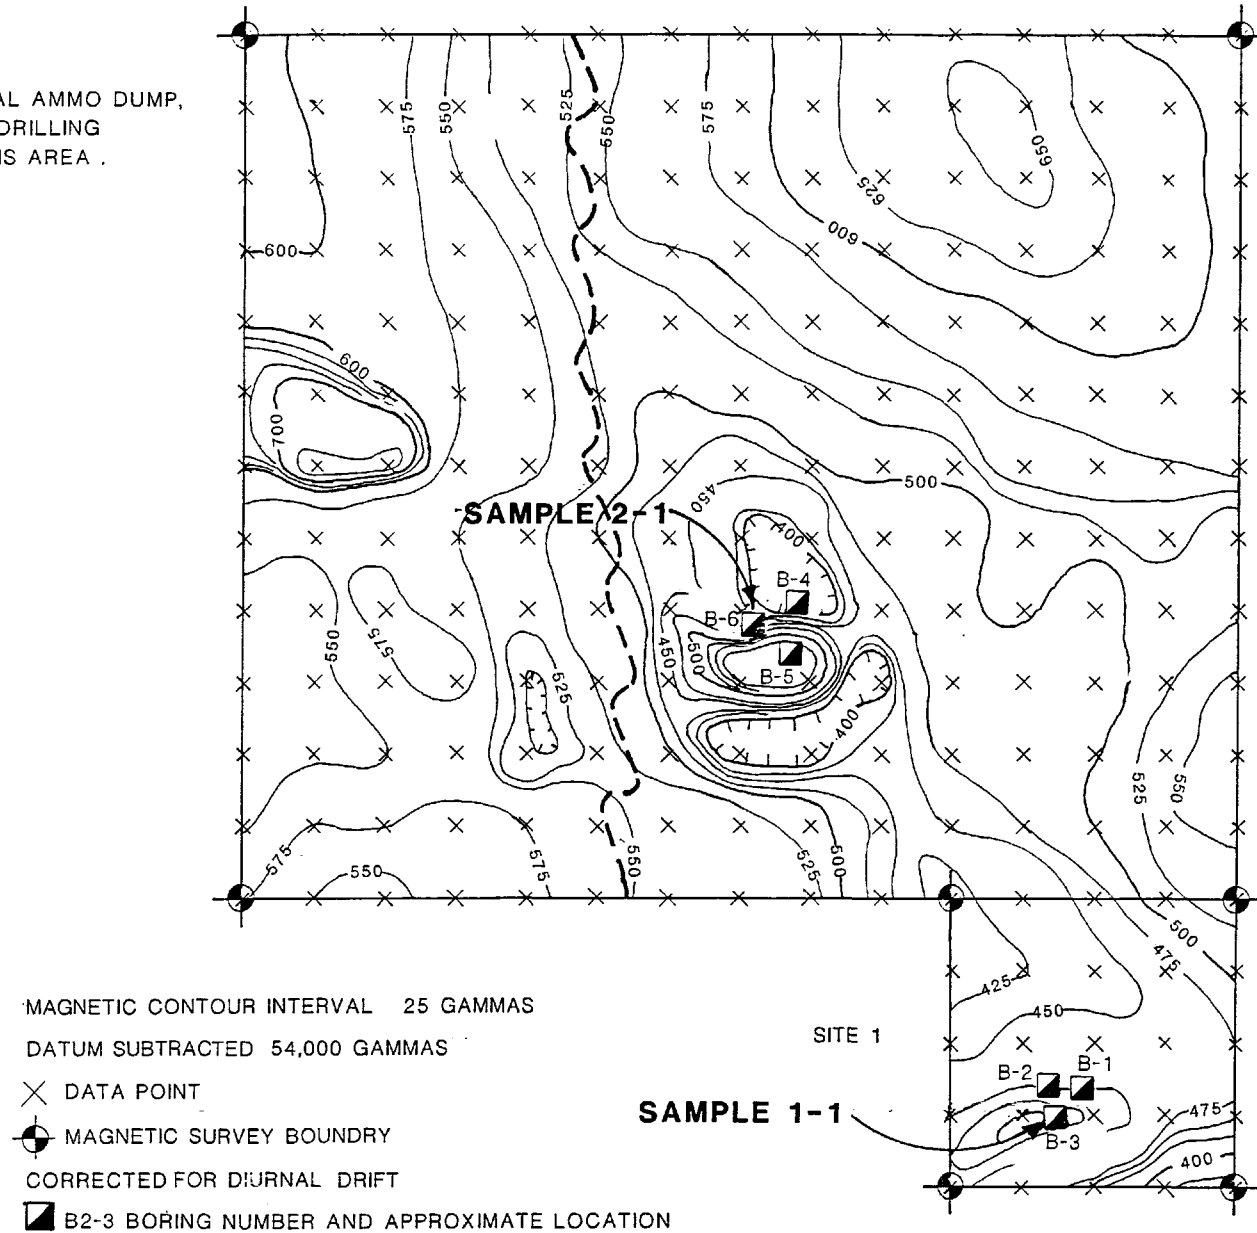 AL AMMO DUMP,
DRILLING
IS AREA .
575
550
525
550
575
650
625
600
600
600
700
450
400
500
SAMPLE 2-1
B-4
B-6
B-5
450
500
400
550
575
525
525
550
575
550
575
550
525
500
500
475
425
450
SITE 1
B-2
B-1
SAMPLE 1-1
B-3
475
400
MAGNETIC CONTOUR INTERVAL 25 GAMMAS
DATUM SUBTRACTED 54,000 GAMMAS
DATA POINT
MAGNETIC SURVEY BOUNDRY
CORRECTED FOR DIURNAL DRIFT
B2-3 BORING NUMBER AND APPROXIMATE LOCATION